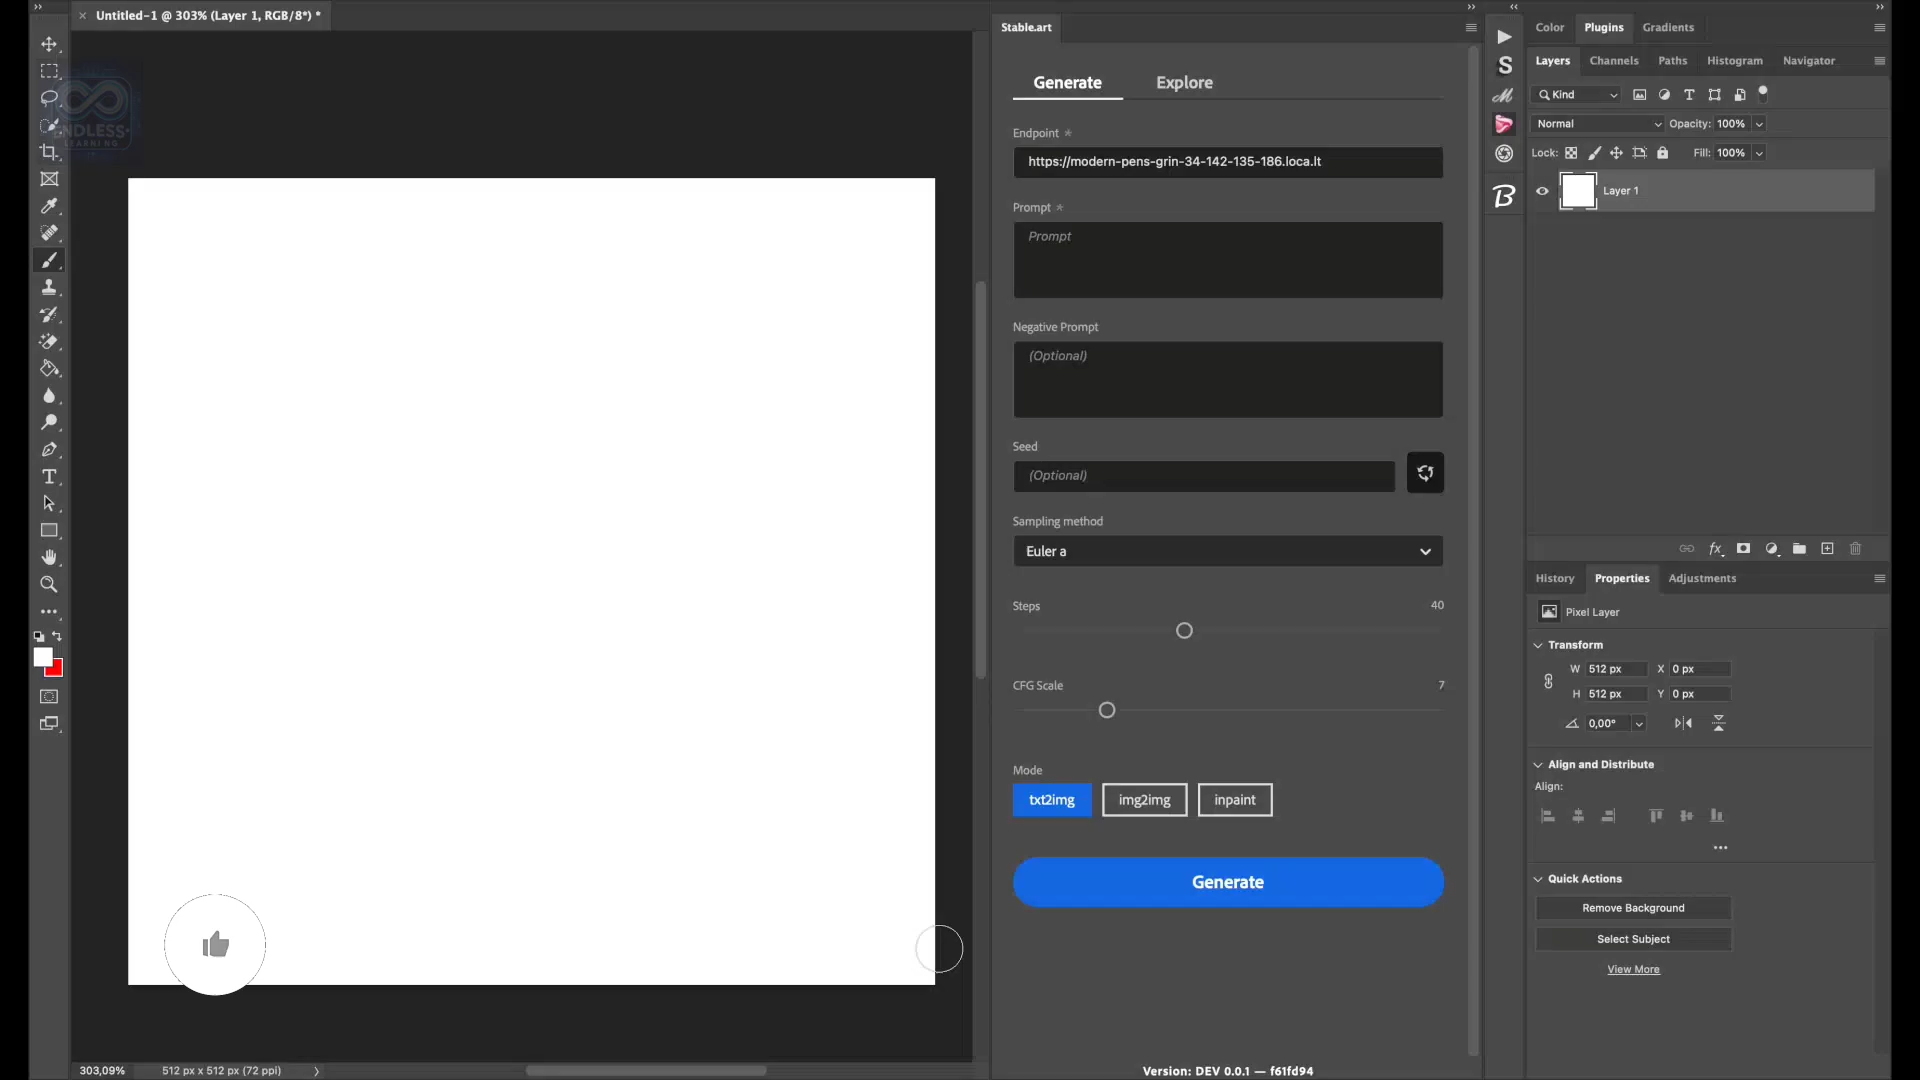 Untitled-1 @ 303% (Layer 1, RGB/8*) *
ENDLESS
LEARNING
303,09%
512 px x 512 px (72 ppi)
Stable.art
Generate
Explore
Endpoint *
https://modern-pens-grin-34-142-135-186.loca.lt
Prompt *
Prompt
Negative Prompt
(Optional)
Seed
(Optional)
Sampling method
Euler a
Steps
40
CFG Scale
7
Mode
txt2img
img2img
inpaint
Generate
Version: DEV 0.0.1 — f61fd94
Color
Plugins
Gradients
Layers
Channels
Paths
Histogram
Navigator
Kind
Normal
Opacity: 100%
Lock:
Fill: 100%
Layer 1
fx
History
Properties
Adjustments
Pixel Layer
Transform
W 512 px X 0 px
H 512 px Y 0 px
0,00°
Align and Distribute
Align:
Quick Actions
Remove Background
Select Subject
View More